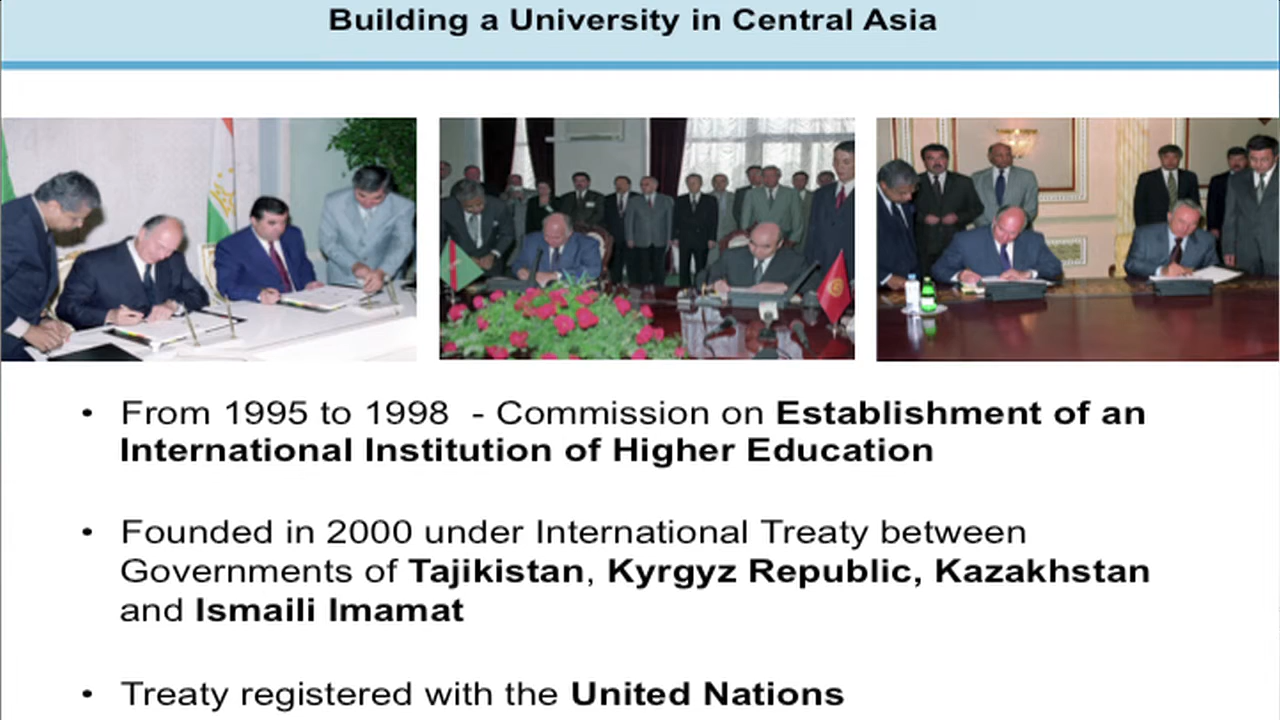 Building a University in Central Asia
• From 1995 to 1998 - Commission on Establishment of an
International Institution of Higher Education
• Founded in 2000 under International Treaty between
Governments of Tajikistan, Kyrgyz Republic, Kazakhstan
and Ismaili Imamat
• Treaty registered with the United Nations